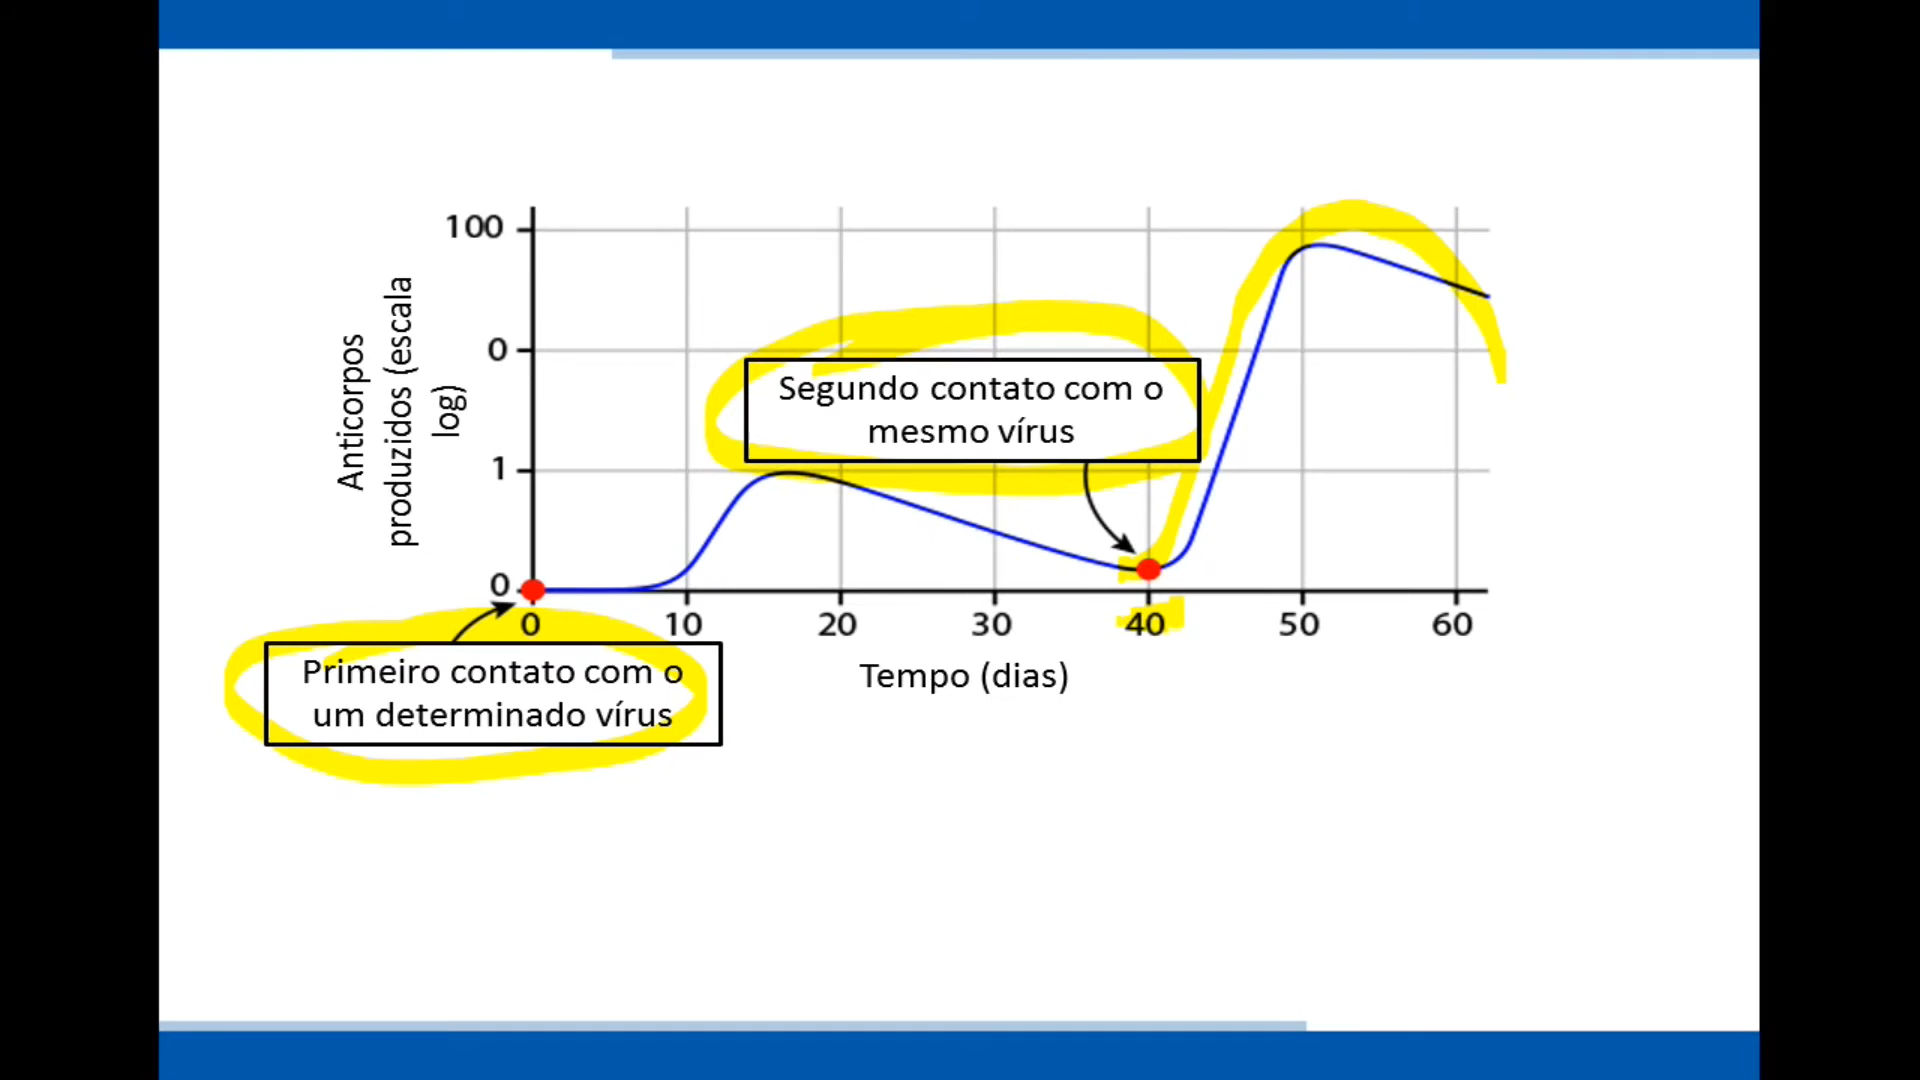 100
0
1
0
Anticorpos
produzidos (escala
log)
Segundo contato com o
mesmo vírus
0 10 20 30 40 50 60
Tempo (dias)
Primeiro contato com o
um determinado vírus